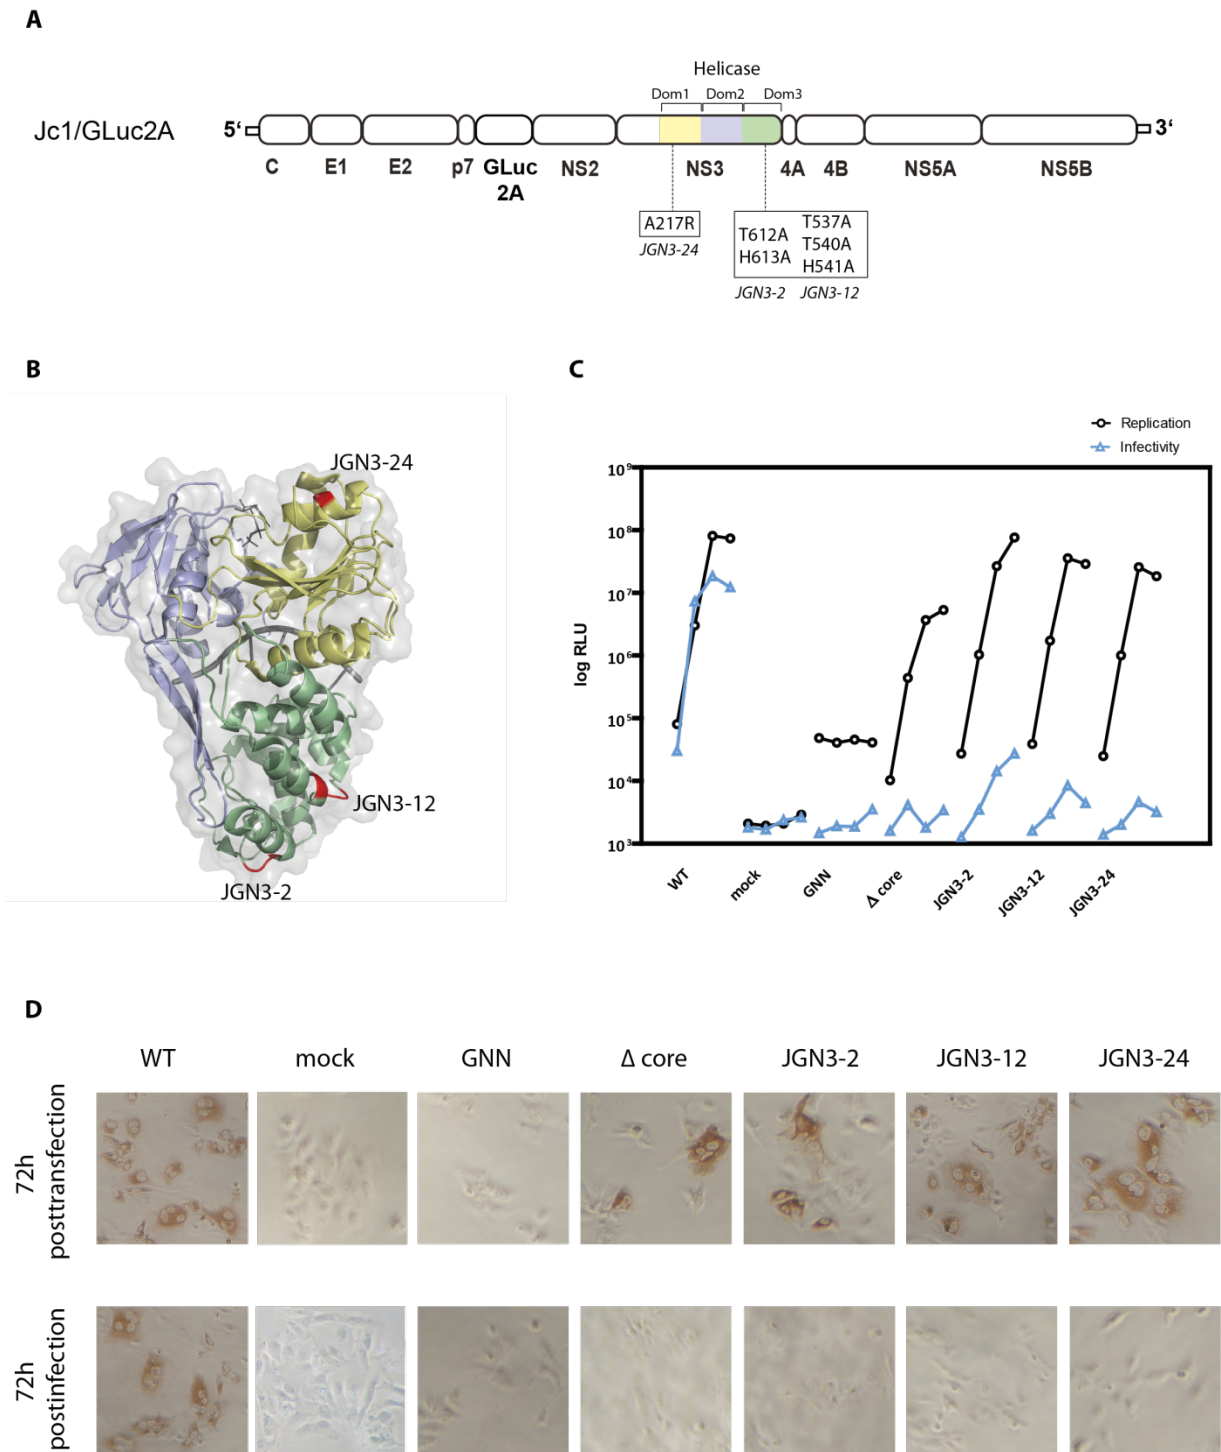 A
Helicase
Dom1 Dom2 Dom3
Jc1/GLuc2A 5‘ 3‘
C E1 E2 p7 GLuc NS2 NS3 4A 4B NS5A NS5B
2A
A217R
JGN3-24
T612A
H613A
T537A
T540A
H541A
JGN3-2 JGN3-12
B
JGN3-24
JGN3-12
JGN3-2
C
Replication
Infectivity
log RLU
10⁹
10⁸
10⁷
10⁶
10⁵
10⁴
10³
WT mock GNN Δ core JGN3-2 JGN3-12 JGN3-24
D
WT mock GNN Δ core JGN3-2 JGN3-12 JGN3-24
72h
posttransfection
72h
postinfection